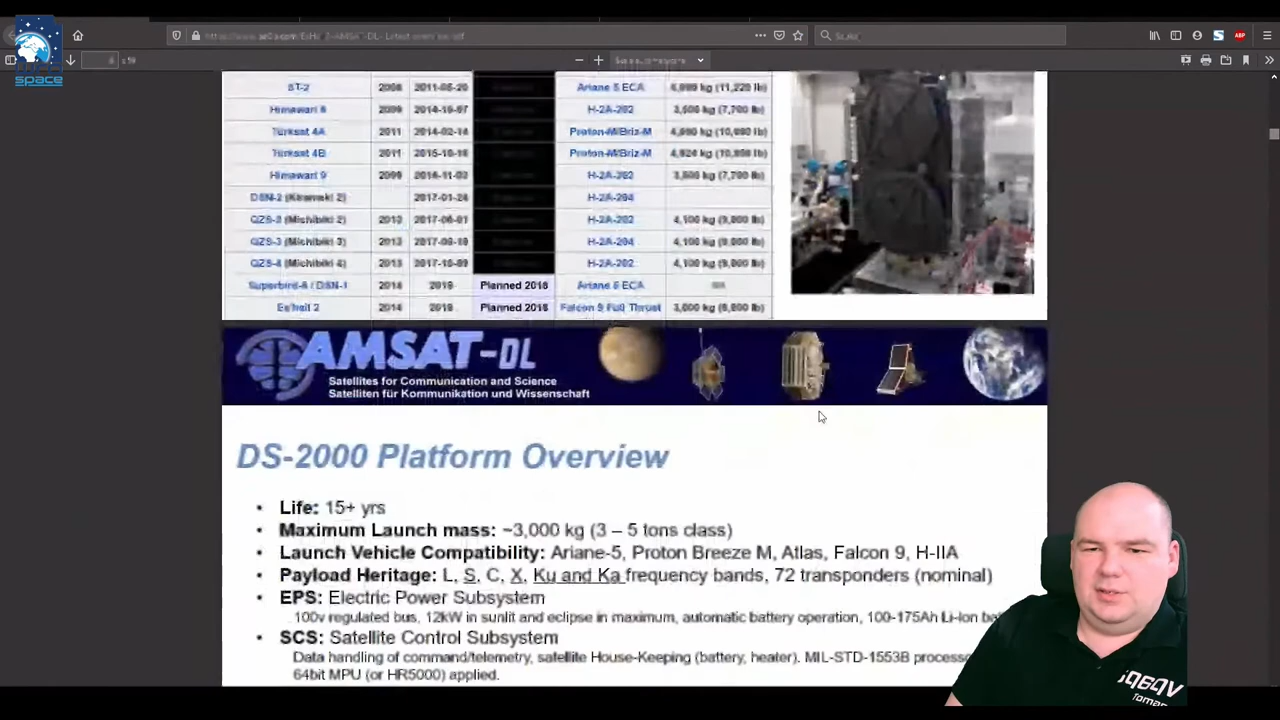 space
ST-2 2008 2011-05-20 Ariane 5 ECA
Himawari 8 2009 2014-10-07 H-2A-202 3,500 kg (7,700 lb)
Türksat 4A 2011 2014-02-14 Proton-M/Briz-M
Türksat 4B 2011 2015-10-16 Proton-M/Briz-M
Himawari 9 2009 2016-11-02 H-2A-202 3,500 kg (7,700 lb)
DSN-2 (Kirameki 2) 2017-01-24 H-2A-204
QZS-2 (Michibiki 2) 2013 2017-06-01 H-2A-202 4,100 kg (9,000 lb)
QZS-3 (Michibiki 3) 2013 2017-08-19 H-2A-204 4,100 kg (9,000 lb)
QZS-4 (Michibiki 4) 2013 2017-10-09 H-2A-202 4,100 kg (9,000 lb)
Superbird-8 / DSN-1 2018 Planned 2018 Ariane 5 ECA
Es'hail 2 2014 2018 Planned 2018 Falcon 9 Full Thrust 3,000 kg (6,600 lb)
AMSAT-DL
Satellites for Communication and Science
Satelliten für Kommunikation und Wissenschaft
DS-2000 Platform Overview
• Life: 15+ yrs
• Maximum Launch mass: ~3,000 kg (3 – 5 tons class)
• Launch Vehicle Compatibility: Ariane-5, Proton Breeze M, Atlas, Falcon 9, H-IIA
• Payload Heritage: L, S, C, X, Ku and Ka frequency bands, 72 transponders (nominal)
• EPS: Electric Power Subsystem
100v regulated bus, 12kW in sunlit and eclipse in maximum, automatic battery operation, 100-175Ah Li-Ion
• SCS: Satellite Control Subsystem
Data handling of command/telemetry, satellite House-Keeping (battery, heater). MIL-STD-1553B
64bit MPU (or HR5000) applied.
ABP